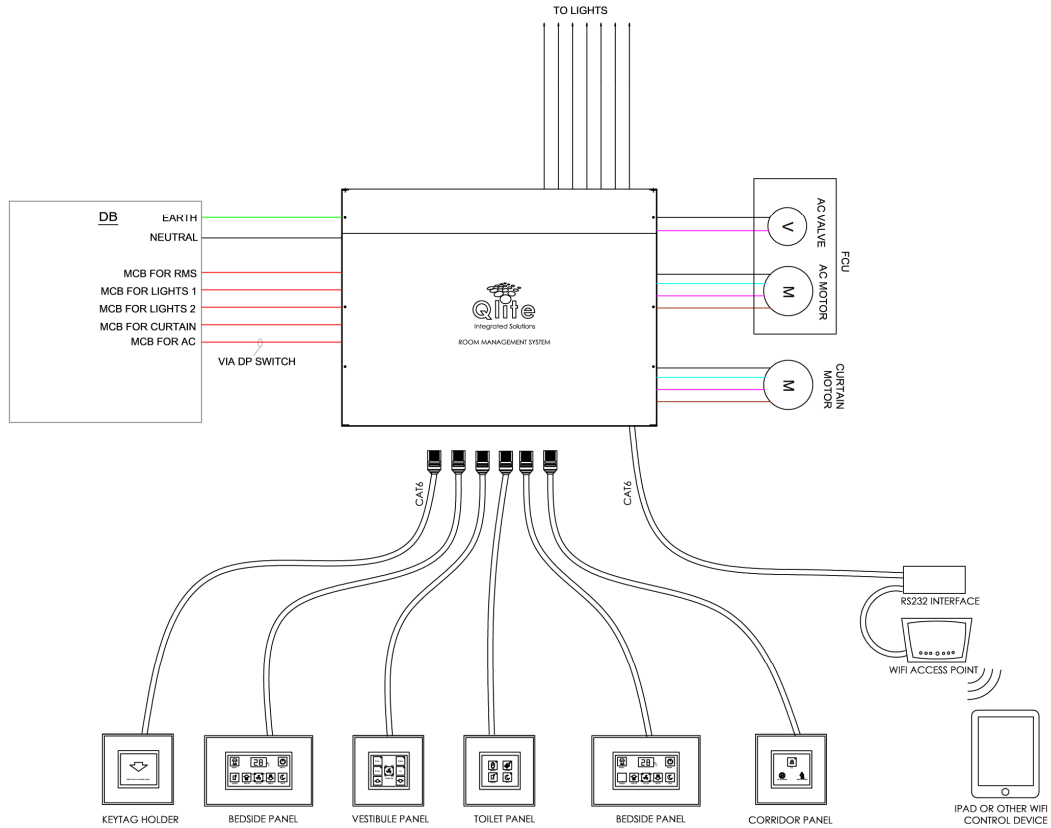 TO LIGHTS
DB
EARTH
NEUTRAL
MCB FOR RMS
MCB FOR LIGHTS 1
MCB FOR LIGHTS 2
MCB FOR CURTAIN
MCB FOR AC
VIA DP SWITCH
Qlite
Integrated Solutions
ROOM MANAGEMENT SYSTEM
V
AC VALVE
M
AC MOTOR
FCU
M
CURTAIN
MOTOR
CAT6
CAT6
RS232 INTERFACE
WIFI ACCESS POINT
28
28
KEYTAG HOLDER
BEDSIDE PANEL
VESTIBULE PANEL
TOILET PANEL
BEDSIDE PANEL
CORRIDOR PANEL
IPAD OR OTHER WIFI
CONTROL DEVICE